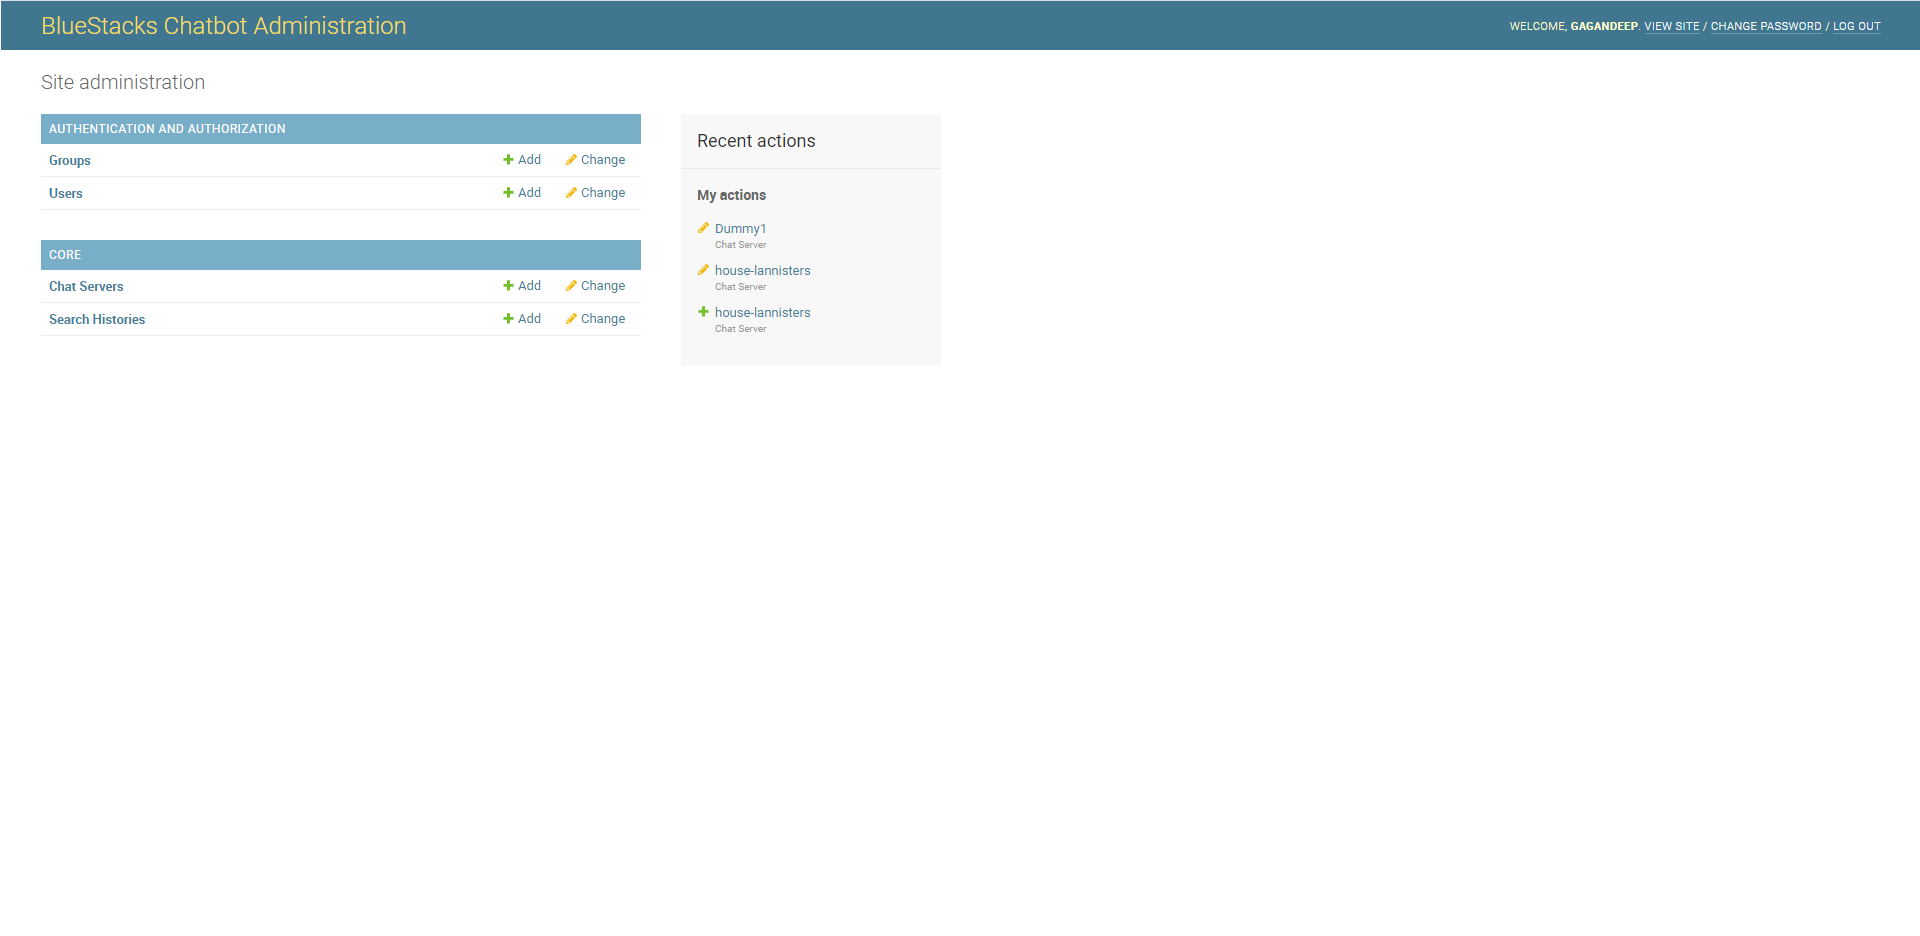 BlueStacks Chatbot Administration
WELCOME, GAGANDEEP. VIEW SITE / CHANGE PASSWORD / LOG OUT
Site administration
AUTHENTICATION AND AUTHORIZATION
Groups Add Change
Users Add Change
CORE
Chat Servers Add Change
Search Histories Add Change
Recent actions
My actions
Dummy1
Chat Server
house-lannisters
Chat Server
house-lannisters
Chat Server